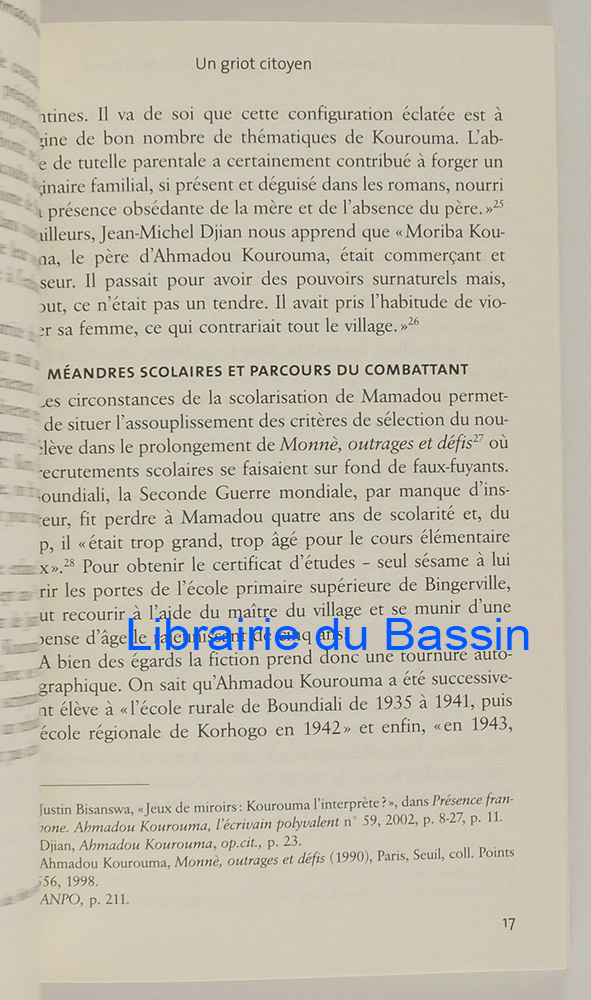 Un griot citoyen
ntines. Il va de soi que cette configuration éclatée est à
gine de bon nombre de thématiques de Kourouma. L'ab-
e de tutelle parentale a certainement contribué à forger un
ginaire familial, si présent et déguisé dans les romans, nourri
a présence obsédante de la mère et de l'absence du père. »25
ailleurs, Jean-Michel Djian nous apprend que « Moriba Kou-
na, le père d'Ahmadou Kourouma, était commerçant et
seur. Il passait pour avoir des pouvoirs surnaturels mais,
out, ce n'était pas un tendre. Il avait pris l'habitude de vio-
er sa femme, ce qui contrariait tout le village. »26
MÉANDRES SCOLAIRES ET PARCOURS DU COMBATTANT
Les circonstances de la scolarisation de Mamadou permet-
de situer l'assouplissement des critères de sélection du nou-
élève dans le prolongement de Monnè, outrages et défis27 où
recrutements scolaires se faisaient sur fond de faux-fuyants.
oundiali, la Seconde Guerre mondiale, par manque d'ins-
teur, fit perdre à Mamadou quatre ans de scolarité et, du
p, il « était trop grand, trop âgé pour le cours élémentaire
x ».28 Pour obtenir le certificat d'études – seul sésame à lui
rir les portes de l'école primaire supérieure de Bingerville,
ut recourir à l'aide du maître du village et se munir d'une
pense d'âge le rajeunissant de cinq ans.
Librairie du Bassin
A bien des égards la fiction prend donc une tournure auto-
graphique. On sait qu'Ahmadou Kourouma a été successive-
nt élève à « l'école rurale de Boundiali de 1935 à 1941, puis
école régionale de Korhogo en 1942 » et enfin, « en 1943,
Justin Bisanswa, « Jeux de miroirs : Kourouma l'interprète ? », dans Présence fran-
one. Ahmadou Kourouma, l'écrivain polyvalent n° 59, 2002, p. 8-27, p. 11.
Djian, Ahmadou Kourouma, op.cit., p. 23.
Ahmadou Kourouma, Monnè, outrages et défis (1990), Paris, Seuil, coll. Points
556, 1998.
ANPO, p. 211.
17